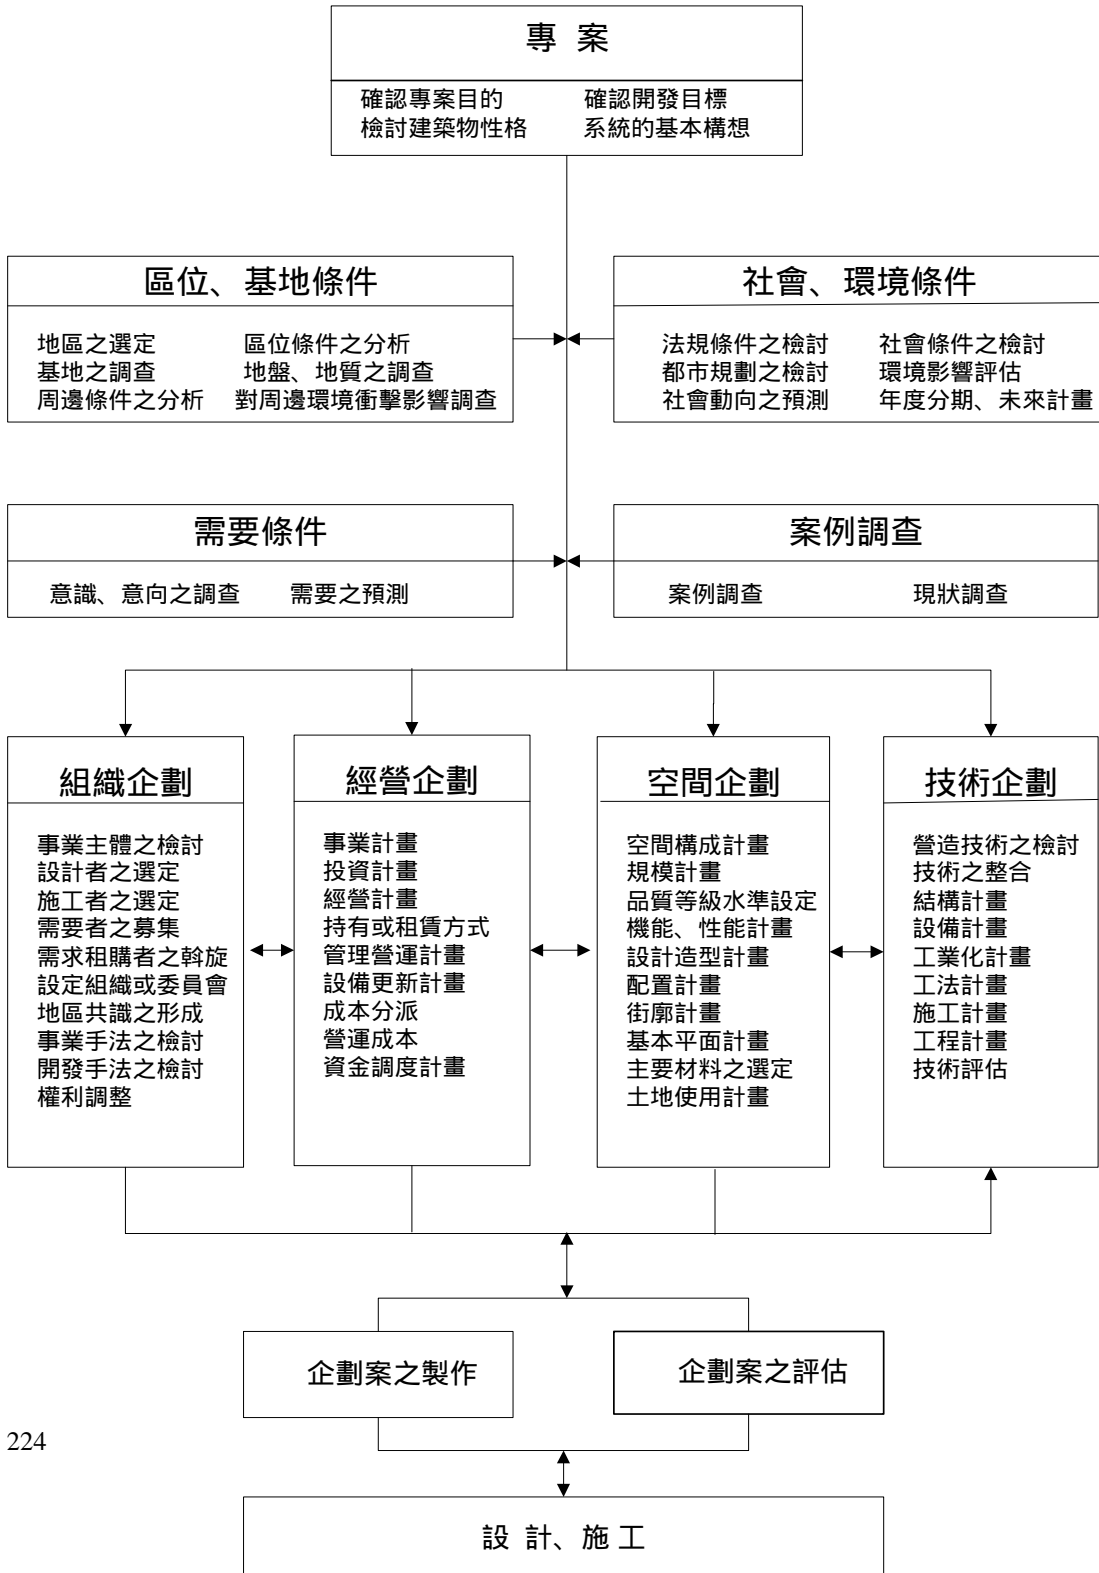 專 案
確認專案目的 確認開發目標
檢討建築物性格 系統的基本構想
區位、基地條件
地區之選定 區位條件之分析
基地之調查 地盤、地質之調查
周邊條件之分析 對周邊環境衝擊影響調查
社會、環境條件
法規條件之檢討 社會條件之檢討
都市規劃之檢討 環境影響評估
社會動向之預測 年度分期、未來計畫
需要條件
意識、意向之調查 需要之預測
案例調查
案例調查 現狀調查
組織企劃
事業主體之檢討
設計者之選定
施工者之選定
需要者之募集
需求租購者之斡旋
設定組織或委員會
地區共識之形成
事業手法之檢討
開發手法之檢討
權利調整
經營企劃
事業計畫
投資計畫
經營計畫
持有或租賃方式
管理營運計畫
設備更新計畫
成本分派
營運成本
資金調度計畫
空間企劃
空間構成計畫
規模計畫
品質等級水準設定
機能、性能計畫
設計造型計畫
配置計畫
街廓計畫
基本平面計畫
主要材料之選定
土地使用計畫
技術企劃
營造技術之檢討
技術之整合
結構計畫
設備計畫
工業化計畫
工法計畫
施工計畫
工程計畫
技術評估
企劃案之製作
企劃案之評估
224
設 計、施 工